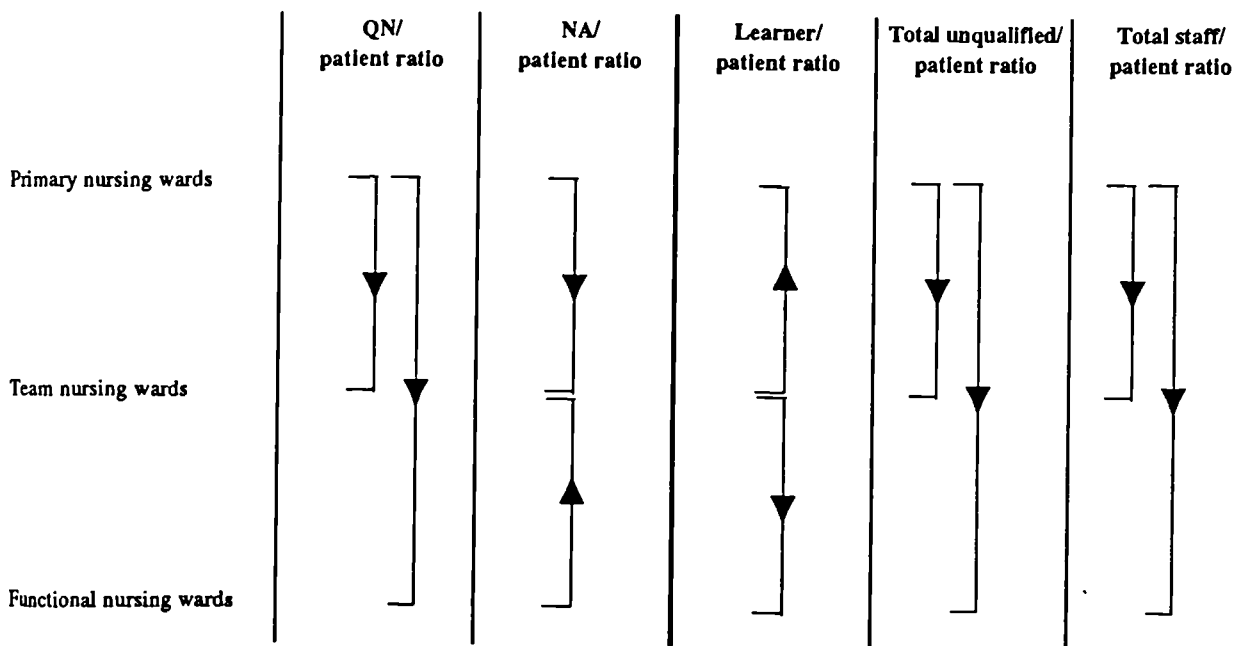 QN/
patient ratio
NA/
patient ratio
Learner/
patient ratio
Total unqualified/
patient ratio
Total staff/
patient ratio
Primary nursing wards
Team nursing wards
Functional nursing wards